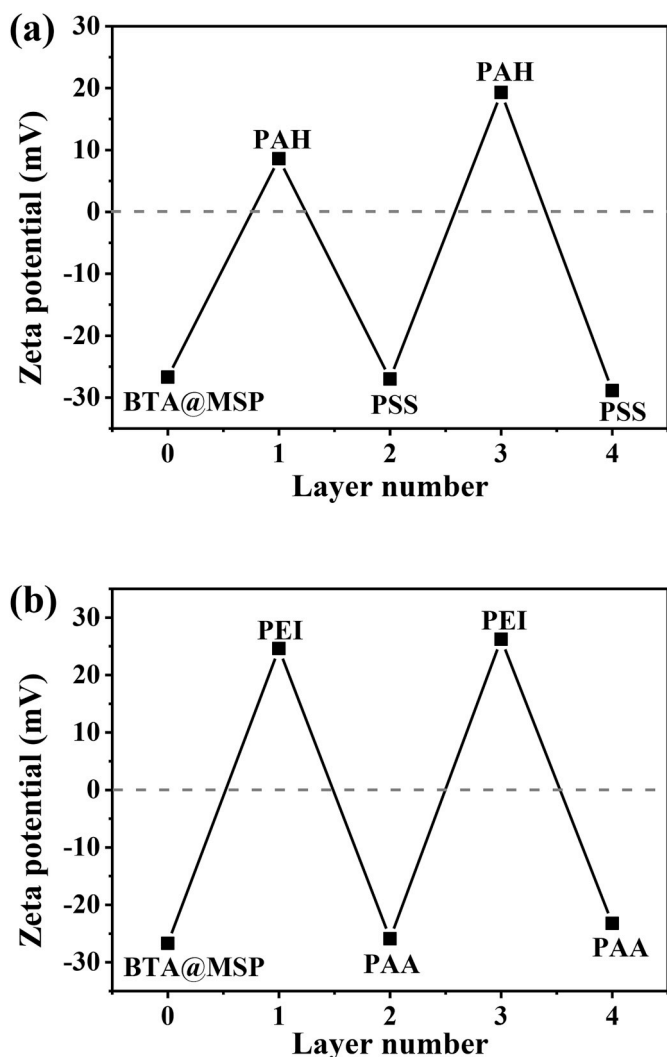 (a)
Zeta potential (mV)
30
20
10
0
-10
-20
-30
PAH
PAH
BTA@MSP
PSS
PSS
0 1 2 3 4
Layer number
(b)
Zeta potential (mV)
30
20
10
0
-10
-20
-30
PEI
PEI
BTA@MSP
PAA
PAA
0 1 2 3 4
Layer number